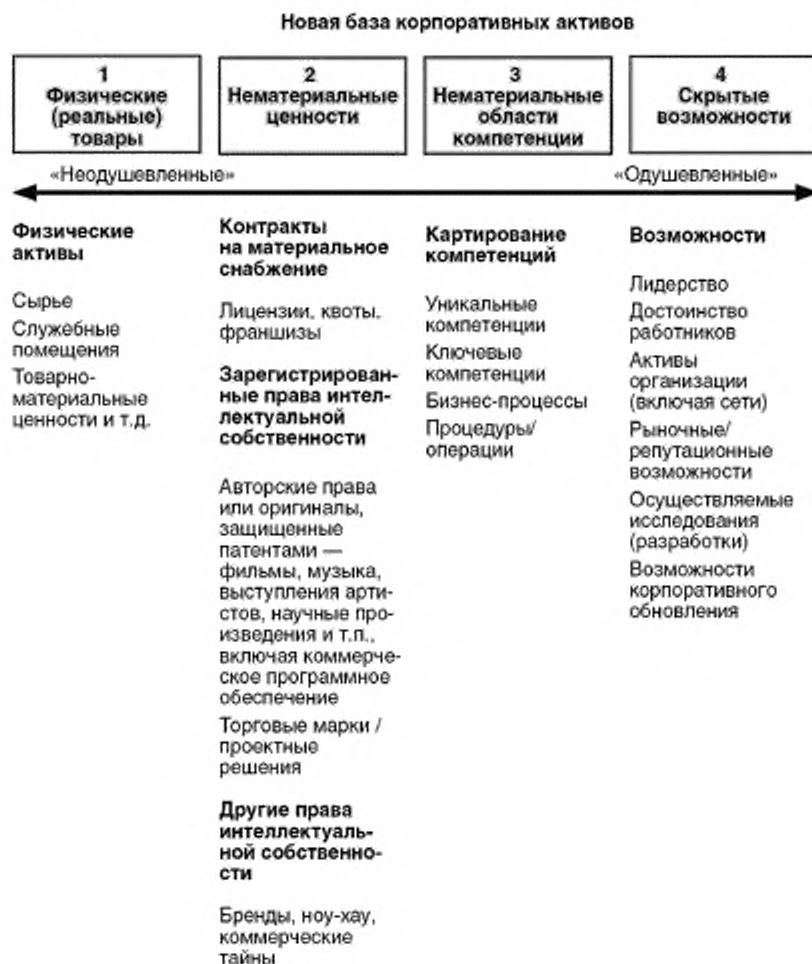 Новая база корпоративных активов
1
Физические
(реальные)
товары
2
Нематериальные
ценности
3
Нематериальные
области
компетенции
4
Скрытые
возможности
«Неодушевленные»
«Одушевленные»
Физические
активы
Сырье
Служебные
помещения
Товарно-
материальные
ценности и т.д.
Контракты
на материальное
снабжение
Лицензии, квоты,
франшизы
Зарегистрирован-
ные права интел-
лектуальной
собственности
Авторские права
или оригиналы,
защищенные
патентами —
фильмы, музыка,
выступления арти-
стов, научные про-
изведения и т.п.,
включая коммерче-
ское программное
обеспечение
Торговые марки /
проектные
решения
Другие права
интеллектуаль-
ной собственно-
сти
Бренды, ноу-хау,
коммерческие
тайны
Картирование
компетенций
Уникальные
компетенции
Ключевые
компетенции
Бизнес-процессы
Процедуры/
операции
Возможности
Лидерство
Достоинство
работников
Активы
организации
(включая сети)
Рыночные/
репутационные
возможности
Осуществляемые
исследования
(разработки)
Возможности
корпоративного
обновления